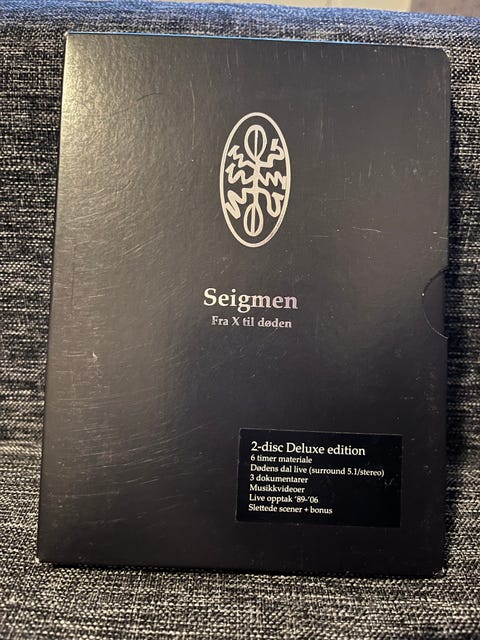 Seigmen
Fra X til døden
2-disc Deluxe edition
6 timer materiale
Dødens dal live (surround 5.1/stereo)
3 dokumentarer
Musikkvideoer
Live opptak '89-'06
Slettede scener + bonus